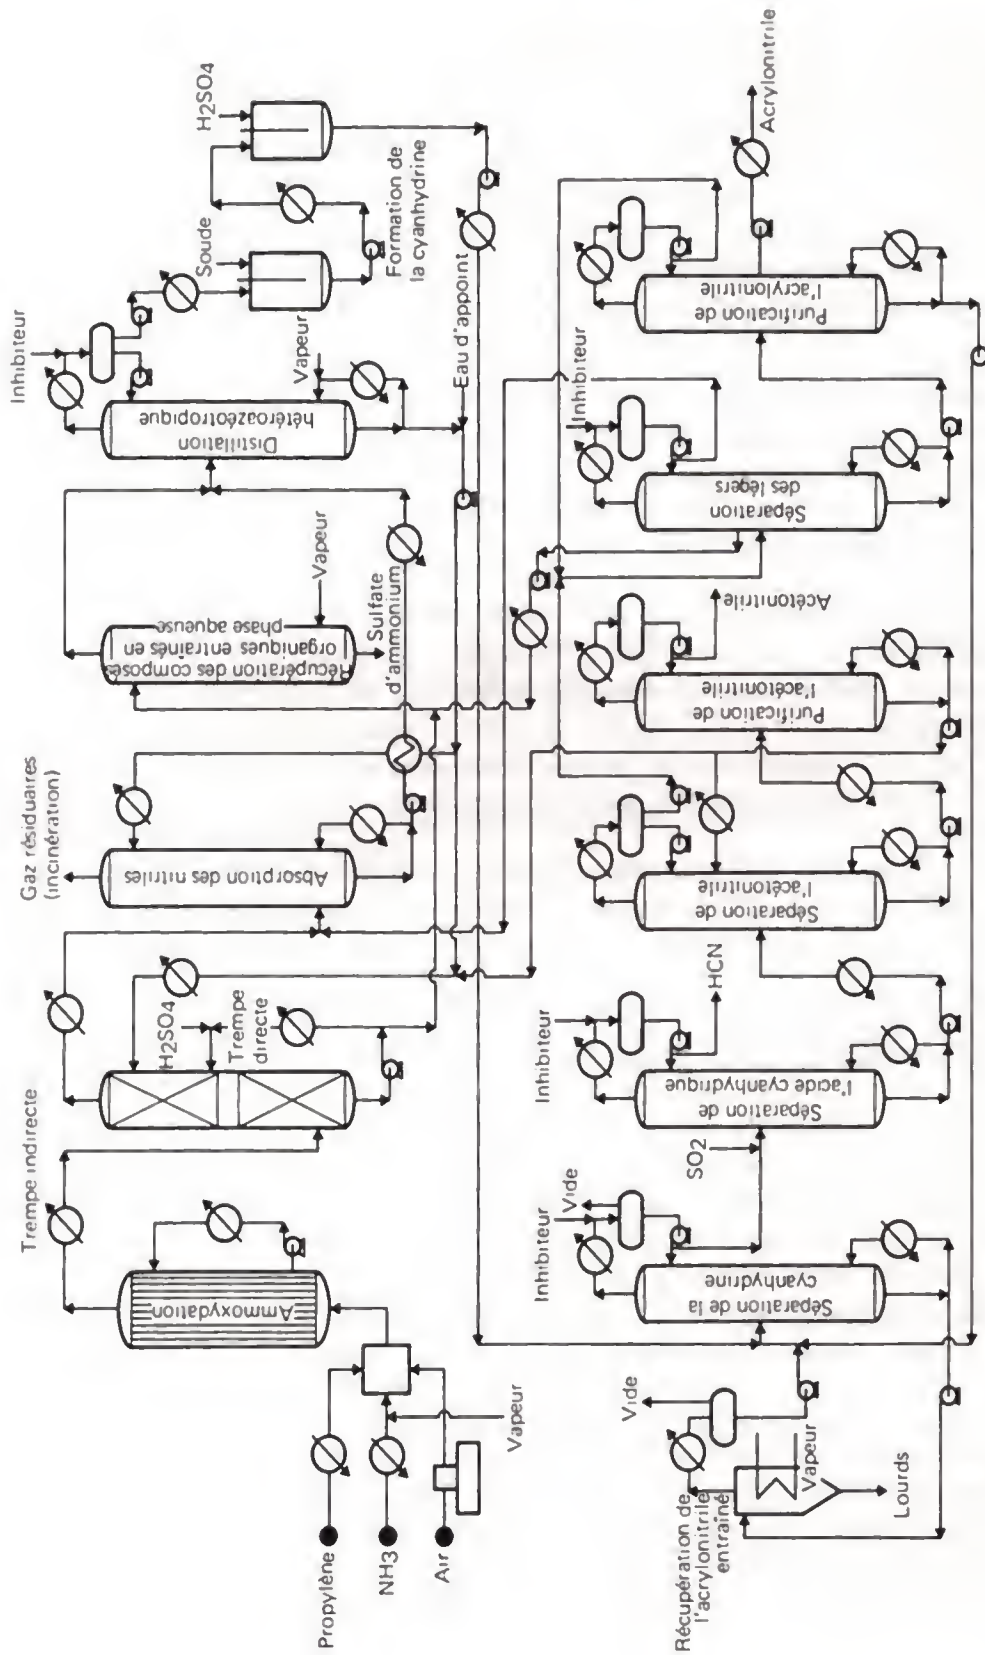 Propylène
NH3
Air
Vapeur
Ammoxydation
Trempe indirecte
H2SO4
Trempe
directe
Gaz résiduaires
(incinération)
Absorption des nitriles
Récupération des composés
organiques entraînés en
phase aqueuse
Vapeur
Sulfate
d'ammonium
Inhibiteur
Distillation
hétéroazéotropique
Vapeur
Soude
H2SO4
Formation de
la cyanhydrine
Eau d'appoint
Récupération de
l'acrylonitrile
entraîné
Vide
Vapeur
Lourds
Inhibiteur
Vide
Séparation de la
cyanhydrine
SO2
Inhibiteur
Séparation de
l'acide cyanhydrique
HCN
Séparation de
l'acétonitrile
Purification de
l'acétonitrile
Acétonitrile
Inhibiteur
Séparation
des légers
Purification de
l'acrylonitrile
Acrylonitrile